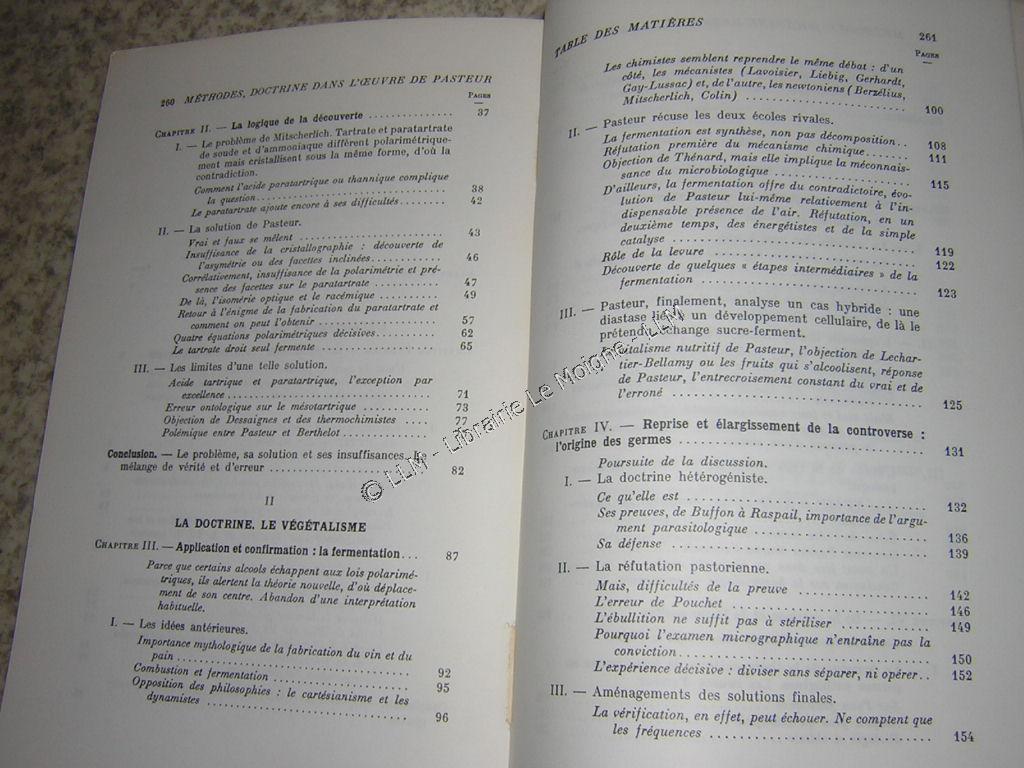 260 MÉTHODES, DOCTRINE DANS L'ŒUVRE DE PASTEUR
PAGES
CHAPITRE II. — La logique de la découverte ............... 37
I. — Le problème de Mitscherlich. Tartrate et paratartrate
de soude et d'ammoniaque diffèrent polarimétrique-
ment mais cristallisent sous la même forme, d'où la
contradiction.
Comment l'acide paratartrique ou thannique complique
la question ............... 38
Le paratartrate ajoute encore à ses difficultés ........ 42
II. — La solution de Pasteur.
Vrai et faux se mêlent ............... 43
Insuffisance de la cristallographie : découverte de
l'asymétrie ou des facettes inclinées ............ 46
Corrélativement, insuffisance de la polarimétrie et pré-
sence des facettes sur le paratartrate ............ 47
De là, l'isomérie optique et le racémique ........ 49
Retour à l'énigme de la fabrication du paratartrate et
comment on peut l'obtenir ............... 57
Quatre équations polarimétriques décisives ........ 62
Le tartrate droit seul fermente ............... 65
III. — Les limites d'une telle solution.
Acide tartrique et paratartrique, l'exception par
excellence ............... 71
Erreur ontologique sur le mésotartrique .......... 73
Objection de Dessaignes et des thermochimistes .... 77
Polémique entre Pasteur et Berthelot ............
Conclusion. — Le problème, sa solution et ses insuffisances. Le
mélange de vérité et d'erreur ............... 82
II
LA DOCTRINE. LE VÉGÉTALISME
CHAPITRE III. — Application et confirmation : la fermentation... 87
Parce que certains alcools échappent aux lois polarimé-
triques, ils alertent la théorie nouvelle, d'où déplace-
ment de son centre. Abandon d'une interprétation
habituelle.
I. — Les idées antérieures.
Importance mythologique de la fabrication du vin et du
pain ............... 92
Combustion et fermentation ............... 95
Opposition des philosophies : le cartésianisme et les
dynamistes ............... 96
TABLE DES MATIÈRES 261
PAGES
Les chimistes semblent reprendre le même débat : d'un
côté, les mécanistes (Lavoisier, Liebig, Gerhardt,
Gay-Lussac) et, de l'autre, les newtoniens (Berzélius,
Mitscherlich, Colin) ............... 100
II. — Pasteur récuse les deux écoles rivales.
La fermentation est synthèse, non pas décomposition.. 108
Réfutation première du mécanisme chimique....... 111
Objection de Thénard, mais elle implique la méconnais-
sance du microbiologique ............... 115
D'ailleurs, la fermentation offre du contradictoire, évo-
lution de Pasteur lui-même relativement à l'in-
dispensable présence de l'air. Réfutation, en un
deuxième temps, des énergétistes et de la simple
catalyse ............... 119
Rôle de la levure ............... 122
Découverte de quelques « étapes intermédiaires » de la
fermentation ............... 123
III. — Pasteur, finalement, analyse un cas hybride : une
diastase liée à un développement cellulaire, de là le
prétendu échange sucre-ferment.
Le vitalisme nutritif de Pasteur, l'objection de Lechar-
tier-Bellamy ou les fruits qui s'alcoolisent, réponse
de Pasteur, l'entrecroisement constant du vrai et de
l'erroné ............... 125
CHAPITRE IV. — Reprise et élargissement de la controverse :
l'origine des germes ............... 131
Poursuite de la discussion.
I. — La doctrine hétérogéniste.
Ce qu'elle est ............... 132
Ses preuves, de Buffon à Raspail, importance de l'argu-
ment parasitologique ............... 136
Sa défense ............... 139
II. — La réfutation pastorienne.
Mais, difficultés de la preuve ............... 142
L'erreur de Pouchet ............... 146
L'ébullition ne suffit pas à stériliser ............ 149
Pourquoi l'examen micrographique n'entraîne pas la
conviction ............... 150
L'expérience décisive : diviser sans séparer, ni opérer.. 152
III. — Aménagements des solutions finales.
La vérification, en effet, peut échouer. Ne comptent que
les fréquences ............... 154
© LLM - Librairie Le Moigne - LLM